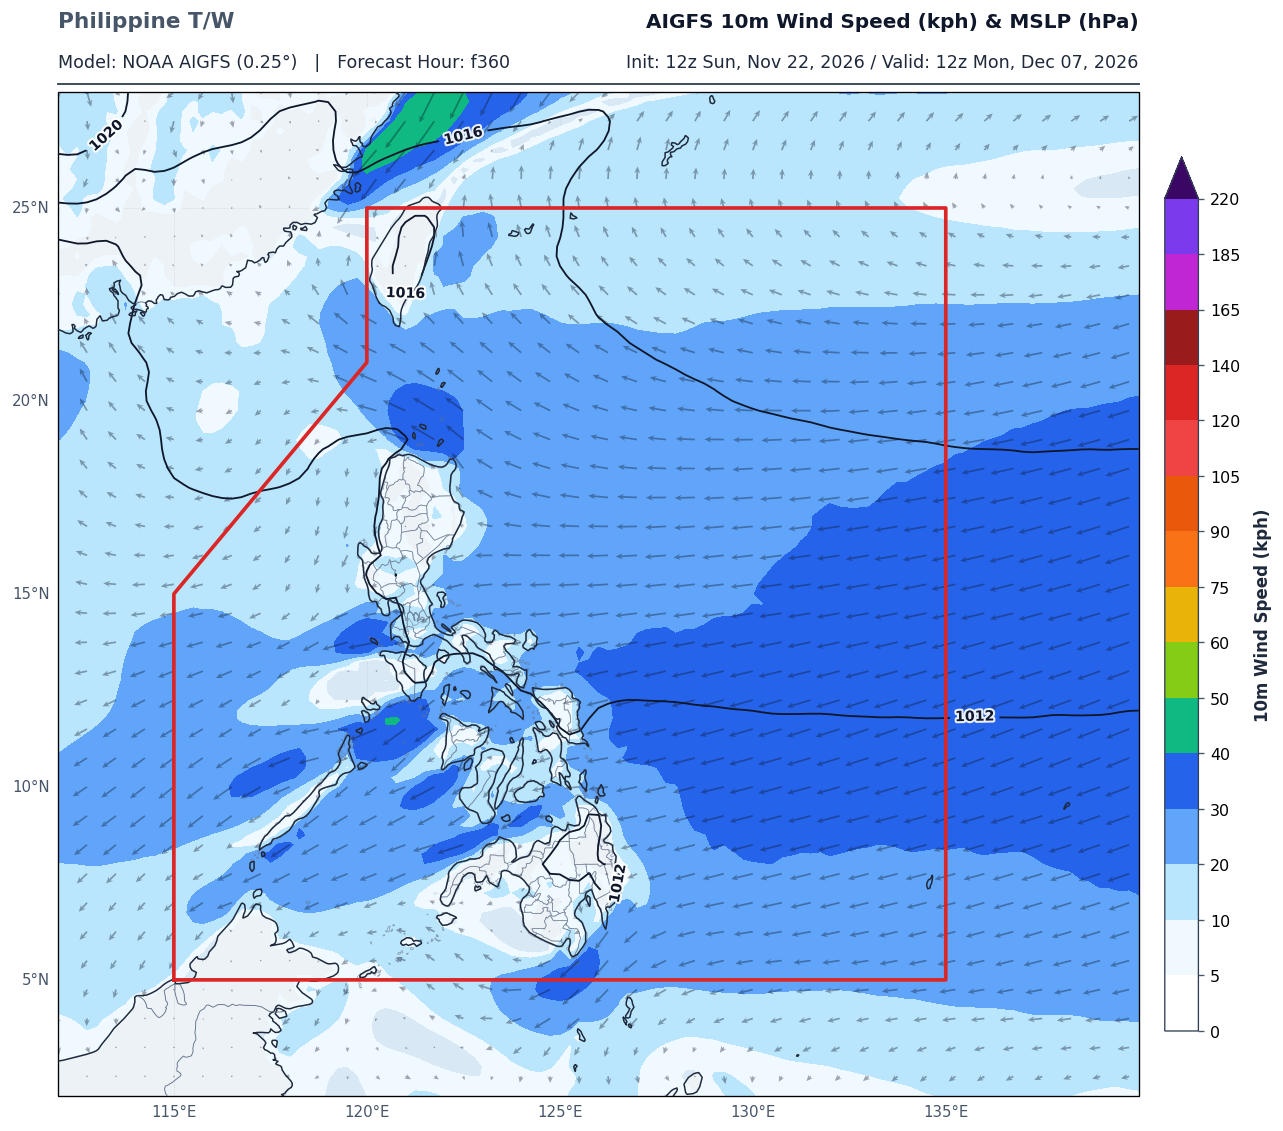 Philippine T/W
AIGFS 10m Wind Speed (kph) & MSLP (hPa)
Model: NOAA AIGFS (0.25°) | Forecast Hour: f360
Init: 12z Sun, Nov 22, 2026 / Valid: 12z Mon, Dec 07, 2026
1020
1016
1016
1012
1012
25°N
20°N
15°N
10°N
5°N
115°E
120°E
125°E
130°E
135°E
220
185
165
140
120
105
90
75
60
50
40
30
20
10
5
0
10m Wind Speed (kph)